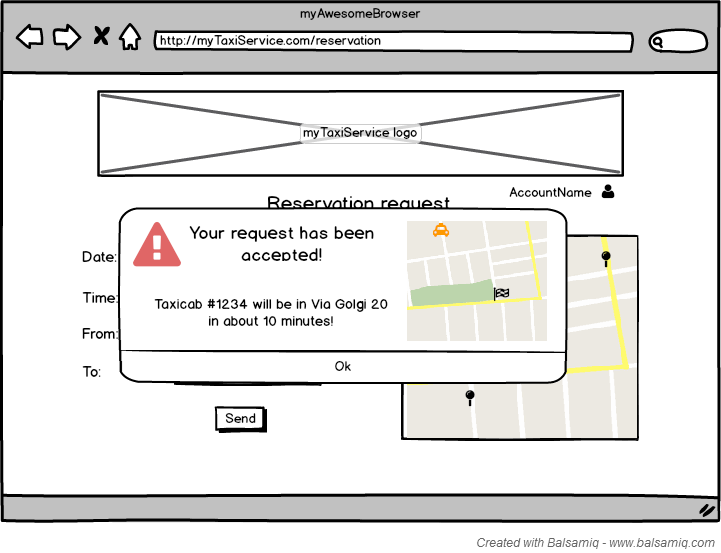 myAwesomeBrowser
http://myTaxiService.com/reservation
myTaxiService logo
AccountName
Reservation request
Your request has been
accepted!
Date:
Time:
Taxicab #1234 will be in Via Golgi 20
in about 10 minutes!
From:
Ok
To:
Send
Created with Balsamiq - www.balsamiq.com